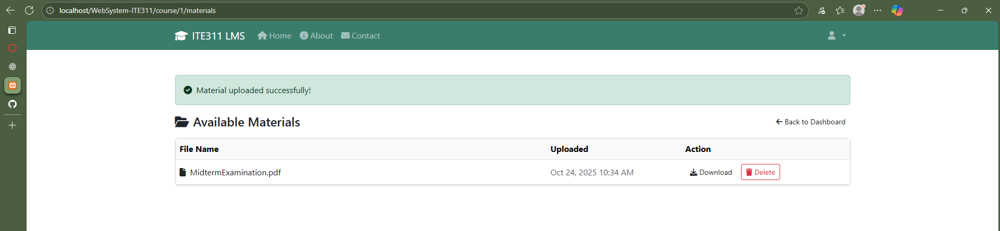 localhost/WebSystem-ITE311/course/1/materials
ITE311 LMS Home About Contact
Material uploaded successfully!
Available Materials
Back to Dashboard
File Name Uploaded Action
MidtermExamination.pdf Oct 24, 2025 10:34 AM Download Delete